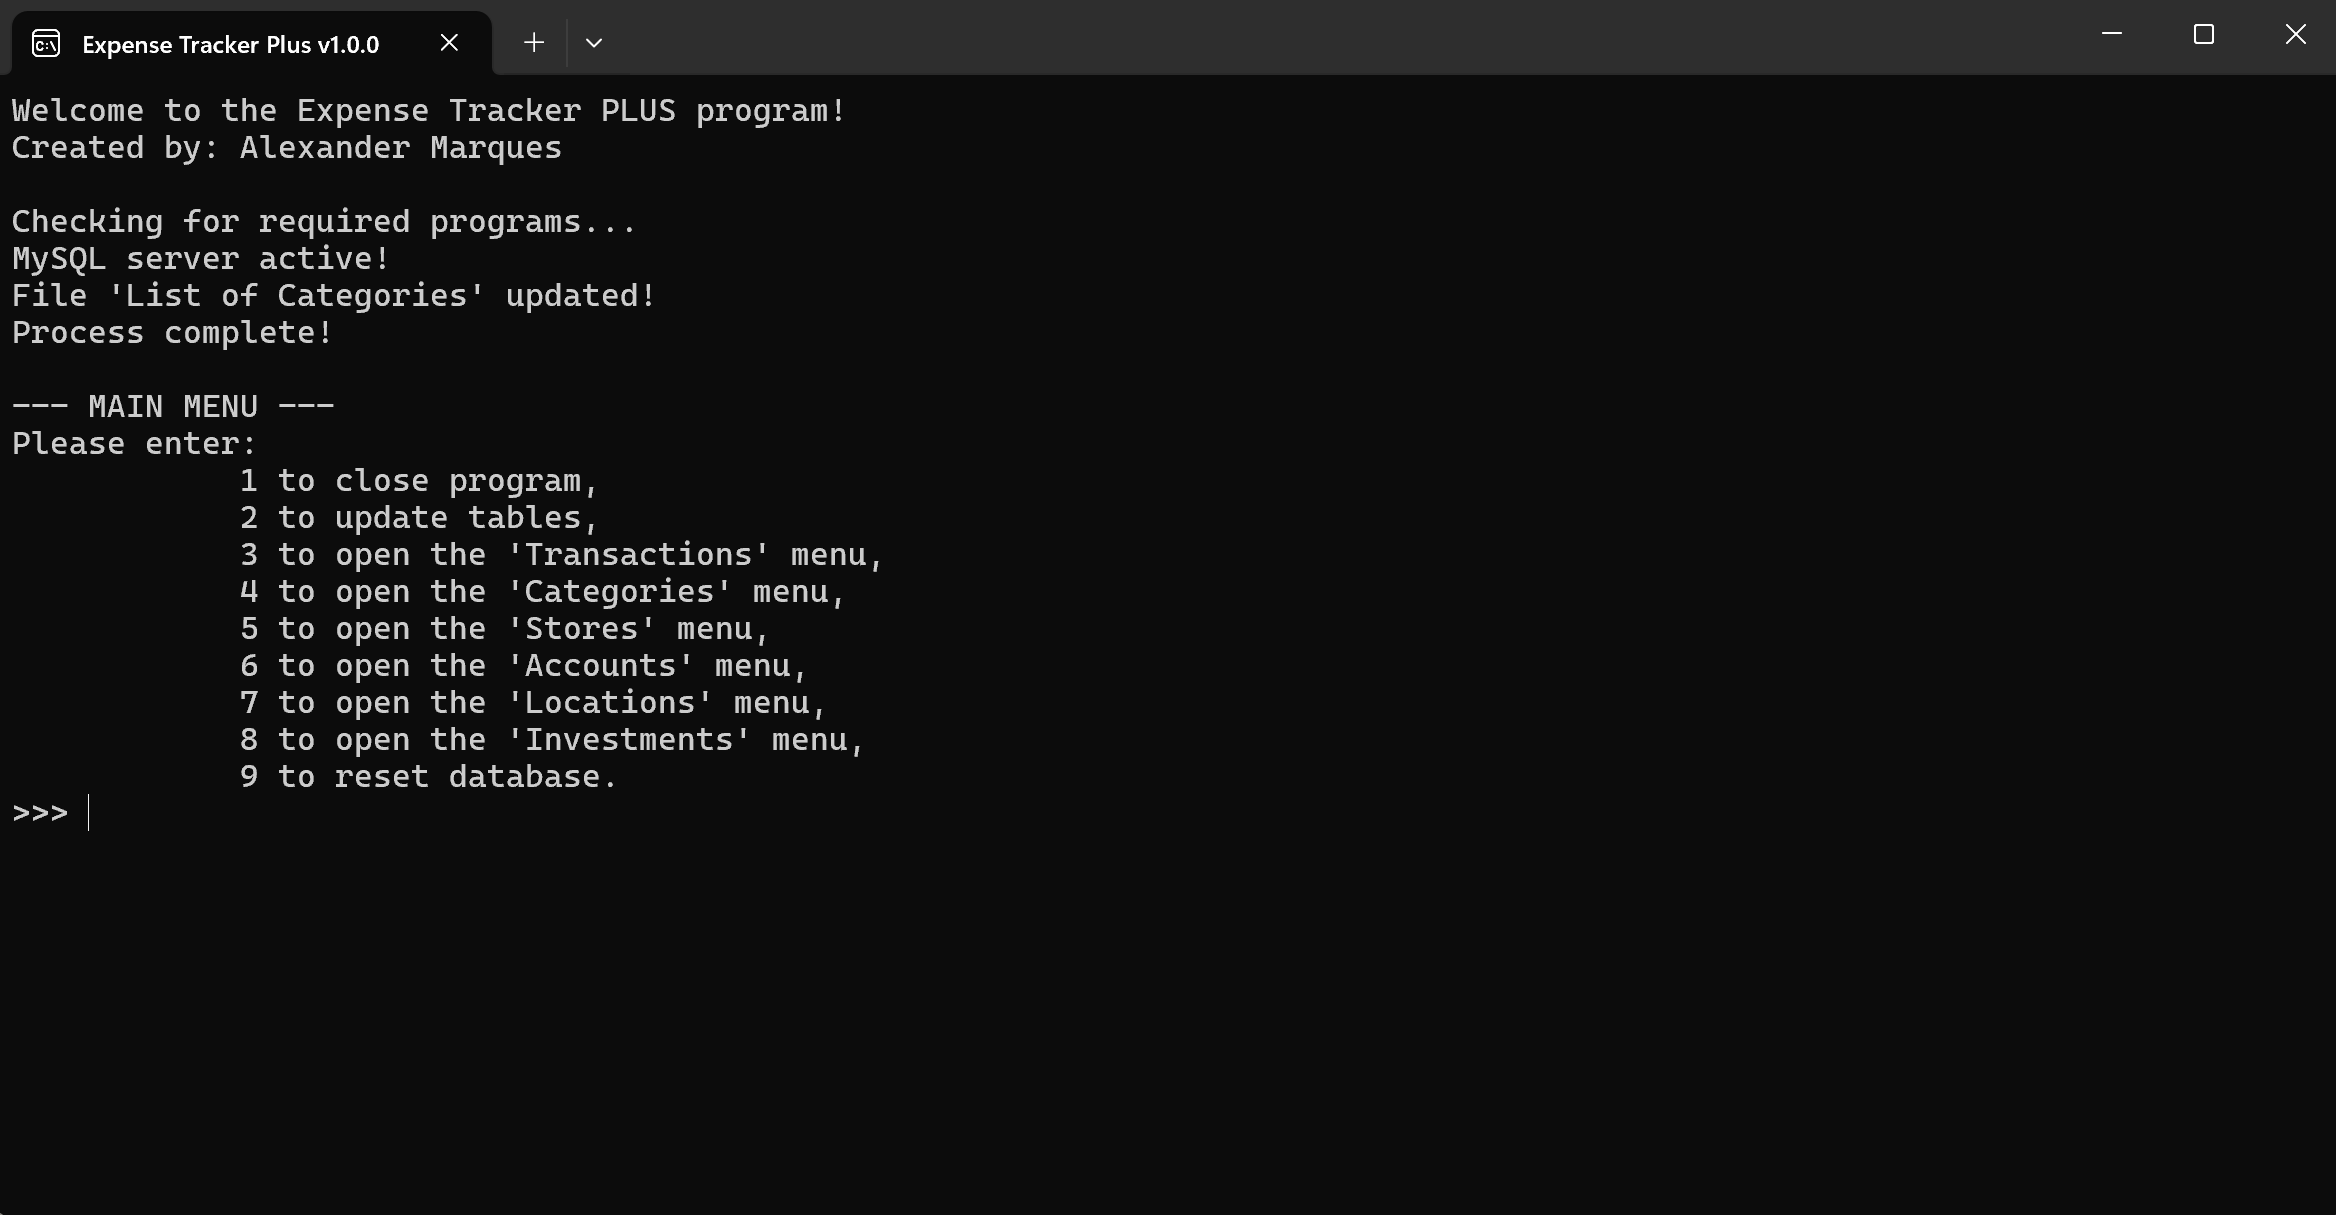 Expense Tracker Plus v1.0.0
Welcome to the Expense Tracker PLUS program!
Created by: Alexander Marques
Checking for required programs...
MySQL server active!
File 'List of Categories' updated!
Process complete!
--- MAIN MENU ---
Please enter:
1 to close program,
2 to update tables,
3 to open the 'Transactions' menu,
4 to open the 'Categories' menu,
5 to open the 'Stores' menu,
6 to open the 'Accounts' menu,
7 to open the 'Locations' menu,
8 to open the 'Investments' menu,
9 to reset database.
>>>